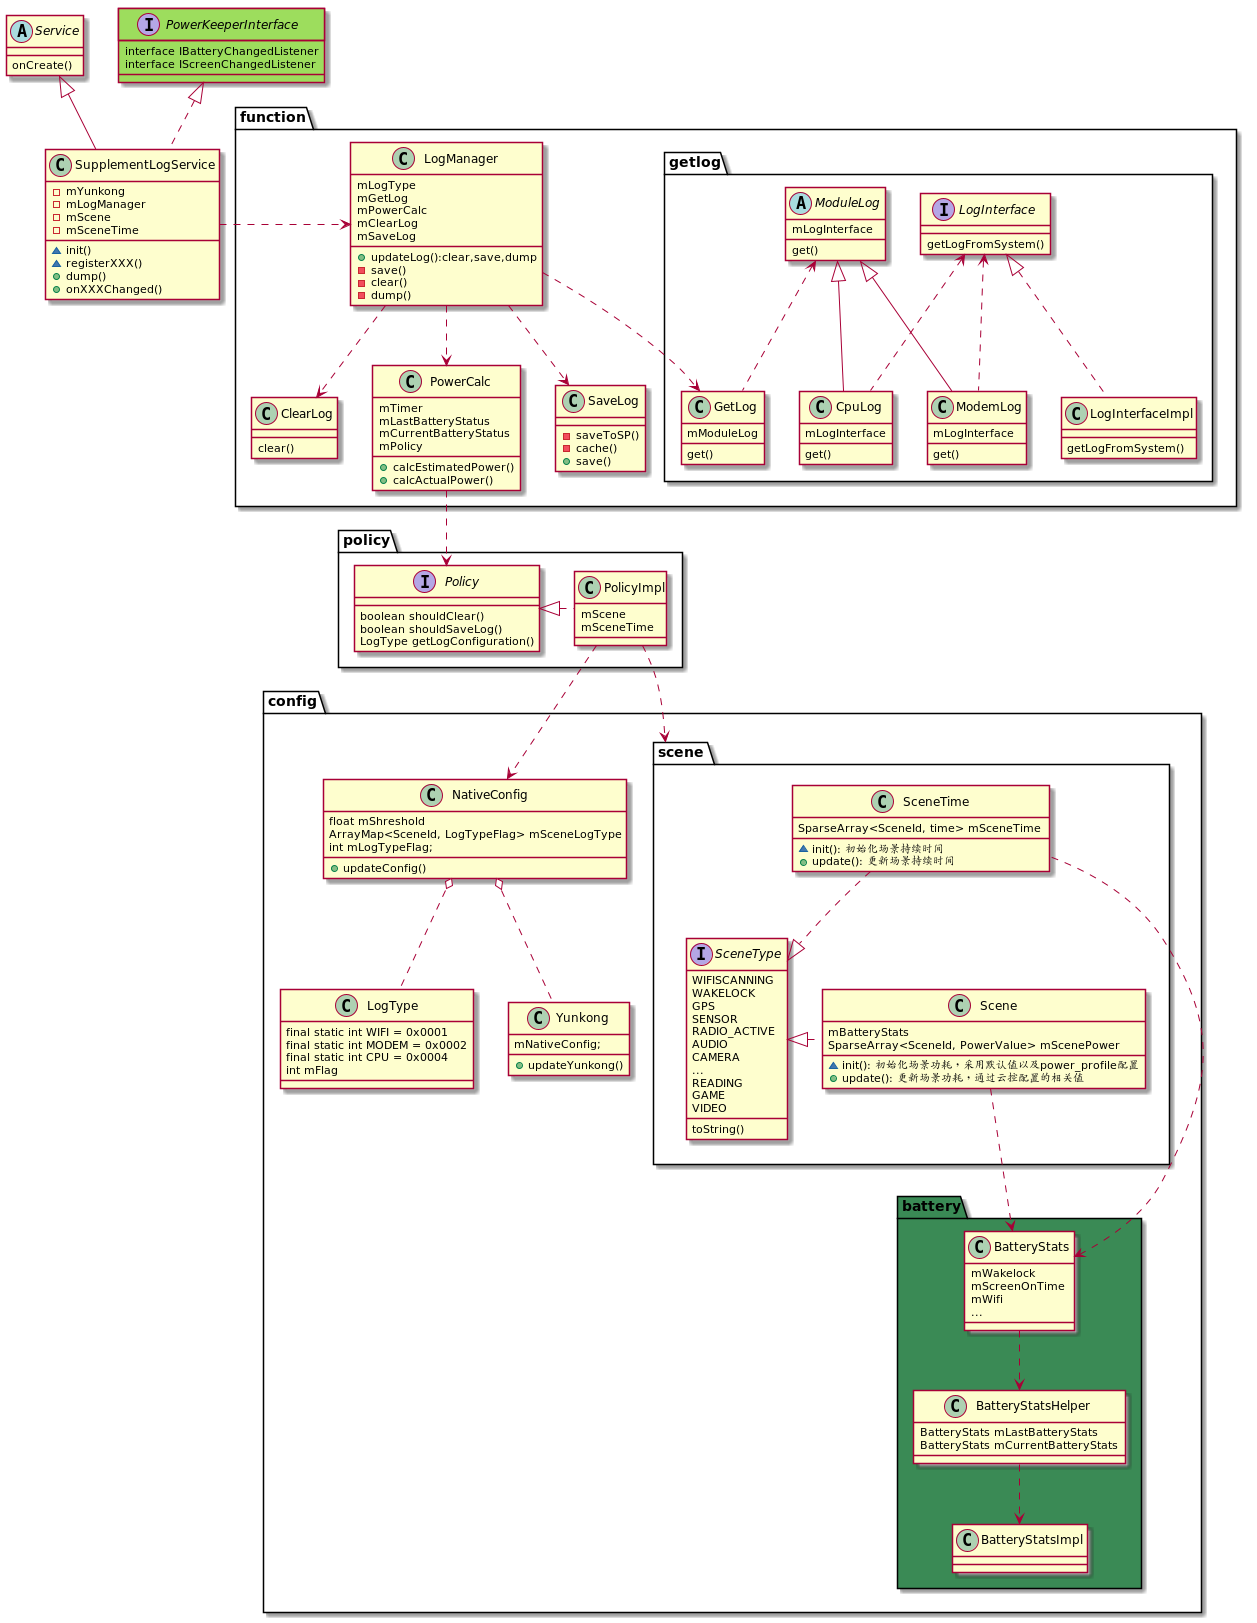 Service
onCreate()
PowerKeeperInterface
interface IBatteryChangedListener
interface IScreenChangedListener
SupplementLogService
mYunkong
mLogManager
mScene
mSceneTime
init()
registerXXX()
dump()
onXXXChanged()
function
LogManager
mLogType
mGetLog
mPowerCalc
mClearLog
mSaveLog
updateLog():clear,save,dump
save()
clear()
dump()
getlog
ModuleLog
mLogInterface
get()
LogInterface
getLogFromSystem()
ClearLog
clear()
PowerCalc
mTimer
mLastBatteryStatus
mCurrentBatteryStatus
mPolicy
calcEstimatedPower()
calcActualPower()
SaveLog
saveToSP()
cache()
save()
GetLog
mModuleLog
get()
CpuLog
mLogInterface
get()
ModemLog
mLogInterface
get()
LogInterfaceImpl
getLogFromSystem()
policy
Policy
boolean shouldClear()
boolean shouldSaveLog()
LogType getLogConfiguration()
PolicyImpl
mScene
mSceneTime
config
NativeConfig
float mShreshold
ArrayMap<SceneId, LogTypeFlag> mSceneLogType
int mLogTypeFlag;
updateConfig()
scene
SceneTime
SparseArray<SceneId, time> mSceneTime
init(): 初始化场景持续时间
update(): 更新场景持续时间
LogType
final static int WIFI = 0x0001
final static int MODEM = 0x0002
final static int CPU = 0x0004
int mFlag
Yunkong
mNativeConfig;
updateYunkong()
SceneType
WIFISCANNING
WAKELOCK
GPS
SENSOR
RADIO_ACTIVE
AUDIO
CAMERA
...
READING
GAME
VIDEO
toString()
Scene
mBatteryStats
SparseArray<SceneId, PowerValue> mScenePower
init(): 初始化场景功耗，采用默认值以及power_profile配置
update(): 更新场景功耗，通过云控配置的相关值
battery
BatteryStats
mWakelock
mScreenOnTime
mWifi
...
BatteryStatsHelper
BatteryStats mLastBatteryStats
BatteryStats mCurrentBatteryStats
BatteryStatsImpl